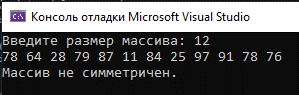 Консоль отладки Microsoft Visual Studio
Введите размер массива: 12
78 64 28 79 87 11 84 25 97 91 78 76
Массив не симметричен.